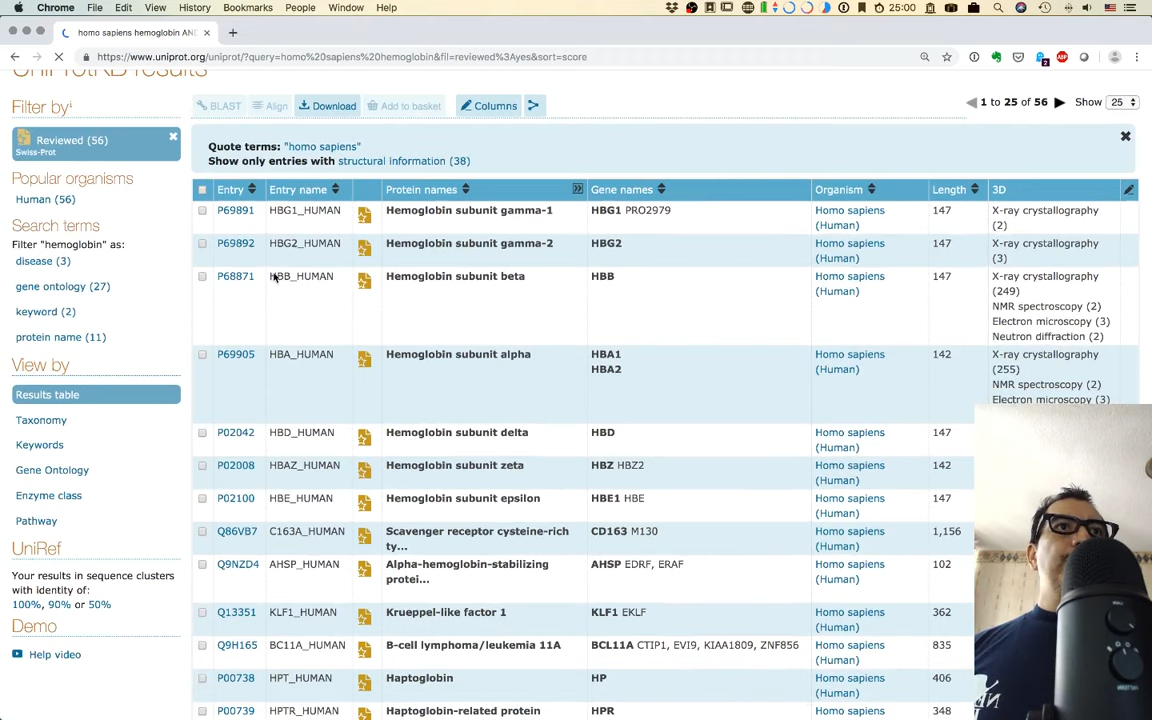 Chrome File Edit View History Bookmarks People Window Help 25:00
homo sapiens hemoglobin AND
https://www.uniprot.org/uniprot/?query=homo%20sapiens%20hemoglobin&fil=reviewed%3Ayes&sort=score
UniProtKB results
Filter by
BLAST Align Download Add to basket Columns 1 to 25 of 56 Show 25
Reviewed (56)
Swiss-Prot
Quote terms: "homo sapiens"
Show only entries with structural information (38)
Popular organisms
Human (56)
Search terms
Filter "hemoglobin" as:
disease (3)
gene ontology (27)
keyword (2)
protein name (11)
View by
Results table
Taxonomy
Keywords
Gene Ontology
Enzyme class
Pathway
UniRef
Your results in sequence clusters
with identity of:
100%, 90% or 50%
Demo
Help video
Entry Entry name Protein names Gene names Organism Length 3D
P69891 HBG1_HUMAN Hemoglobin subunit gamma-1 HBG1 PRO2979 Homo sapiens 147 X-ray crystallography
(Human) (2)
P69892 HBG2_HUMAN Hemoglobin subunit gamma-2 HBG2 Homo sapiens 147 X-ray crystallography
(Human) (3)
P68871 HBB_HUMAN Hemoglobin subunit beta HBB Homo sapiens 147 X-ray crystallography
(Human) (249)
NMR spectroscopy (2)
Electron microscopy (3)
Neutron diffraction (2)
P69905 HBA_HUMAN Hemoglobin subunit alpha HBA1 Homo sapiens 142 X-ray crystallography
HBA2 (Human) (255)
NMR spectroscopy (2)
Electron microscopy (3)
P02042 HBD_HUMAN Hemoglobin subunit delta HBD Homo sapiens 147
(Human)
P02008 HBAZ_HUMAN Hemoglobin subunit zeta HBZ HBZ2 Homo sapiens 142
(Human)
P02100 HBE_HUMAN Hemoglobin subunit epsilon HBE1 HBE Homo sapiens 147
(Human)
Q86VB7 C163A_HUMAN Scavenger receptor cysteine-rich CD163 M130 Homo sapiens 1,156
ty... (Human)
Q9NZD4 AHSP_HUMAN Alpha-hemoglobin-stabilizing AHSP EDRF, ERAF Homo sapiens 102
protei... (Human)
Q13351 KLF1_HUMAN Krueppel-like factor 1 KLF1 EKLF Homo sapiens 362
(Human)
Q9H165 BC11A_HUMAN B-cell lymphoma/leukemia 11A BCL11A CTIP1, EVI9, KIAA1809, ZNF856 Homo sapiens 835
(Human)
P00738 HPT_HUMAN Haptoglobin HP Homo sapiens 406
(Human)
P00739 HPTR_HUMAN Haptoglobin-related protein HPR Homo sapiens 348